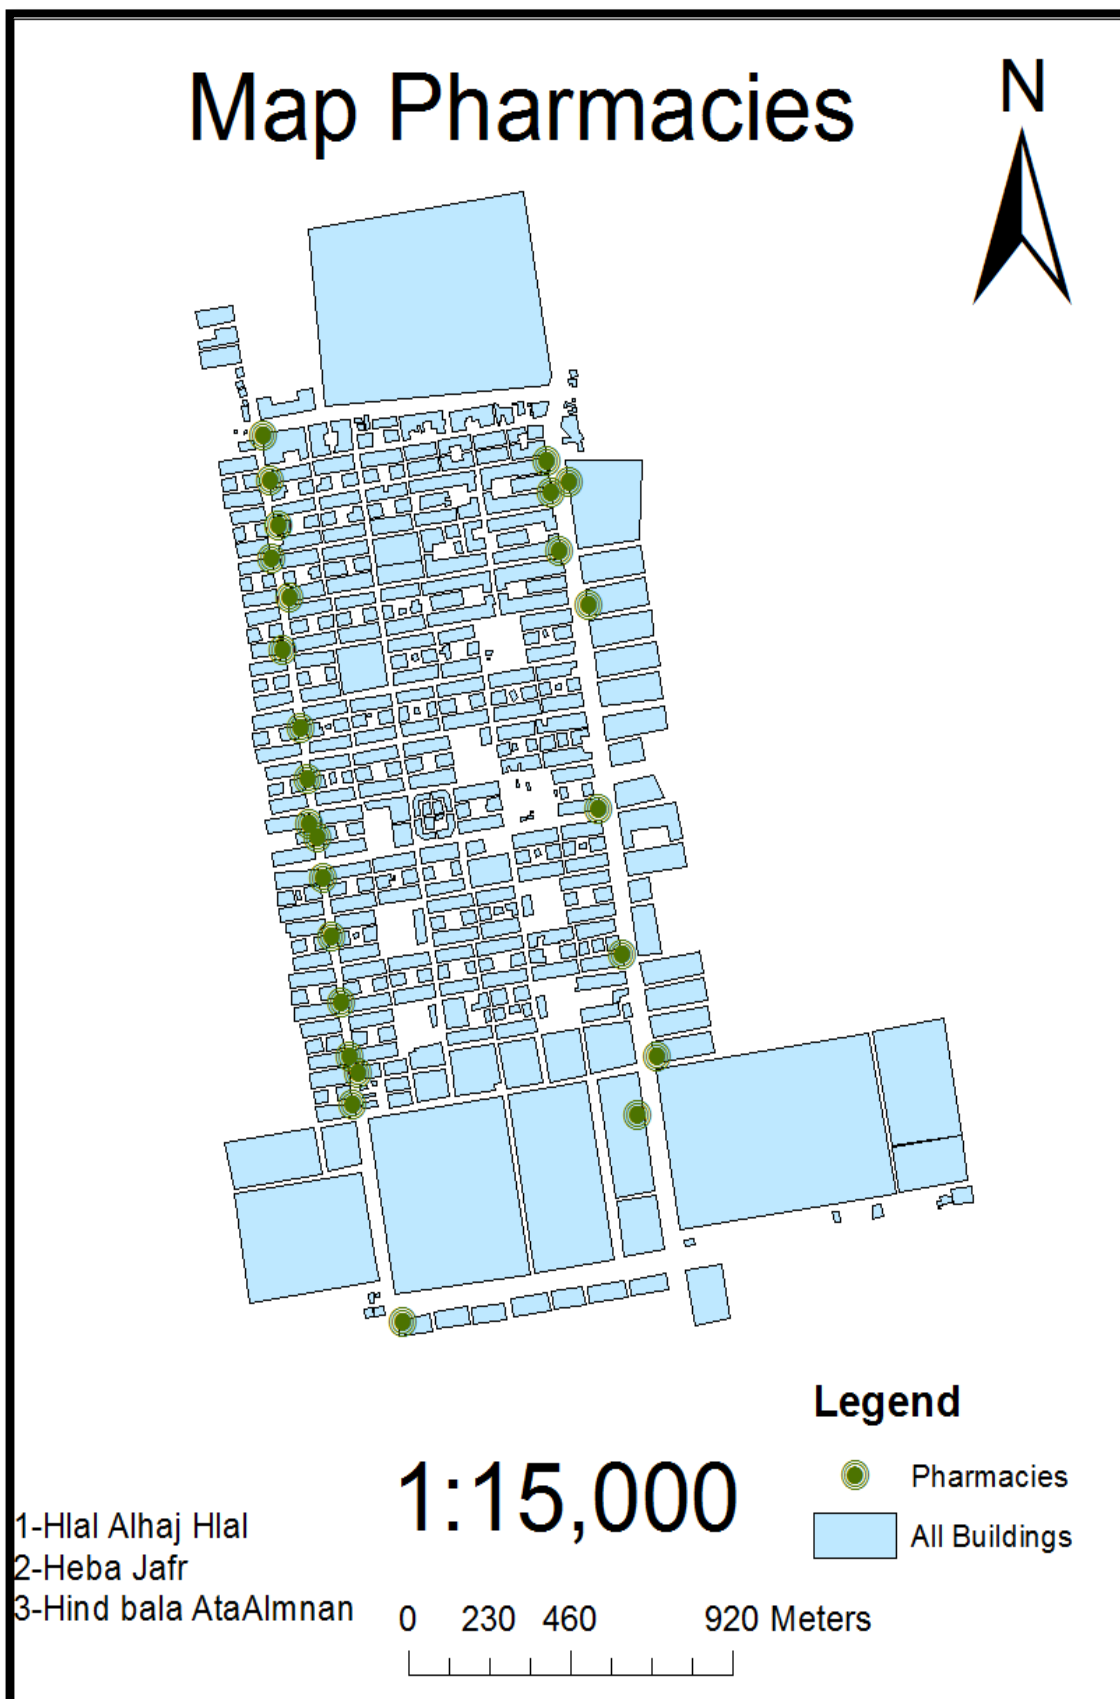 Map Pharmacies
N
Legend
Pharmacies
All Buildings
1:15,000
1-Hlal Alhaj Hlal
2-Heba Jafr
3-Hind bala AtaAlmnan
0 230 460 920 Meters